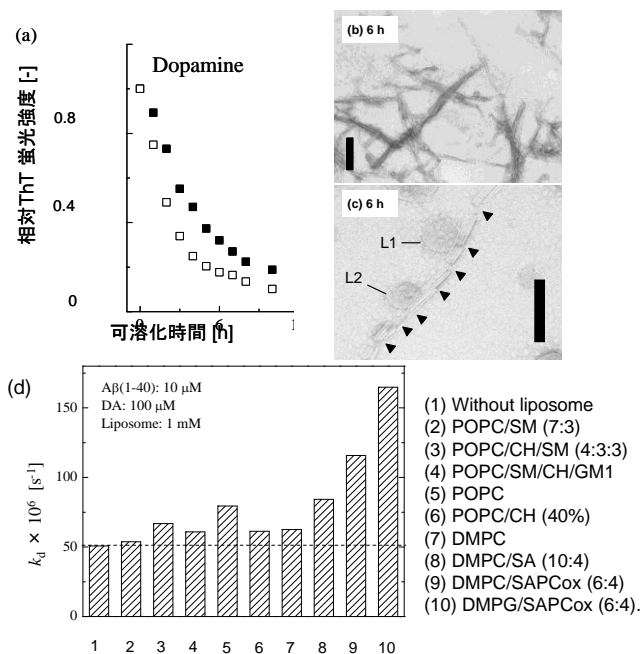 (a)
Dopamine
0.8
0.4
0
0
6
1
相対ThT 蛍光強度 [-]
可溶化時間 [h]
(b) 6 h
(c) 6 h
L1
L2
(d)
Aβ(1-40): 10 μM
DA: 100 μM
Liposome: 1 mM
150
100
50
0
kd × 10⁶ [s⁻¹]
1 2 3 4 5 6 7 8 9 10
(1) Without liposome
(2) POPC/SM (7:3)
(3) POPC/CH/SM (4:3:3)
(4) POPC/SM/CH/GM1
(5) POPC
(6) POPC/CH (40%)
(7) DMPC
(8) DMPC/SA (10:4)
(9) DMPC/SAPCox (6:4)
(10) DMPG/SAPCox (6:4).